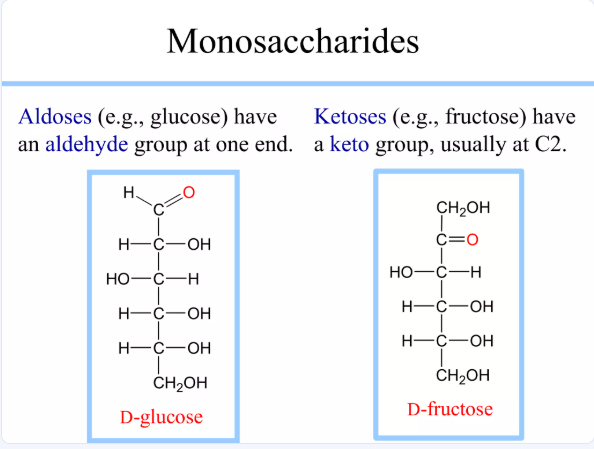 Monosaccharides
Aldoses (e.g., glucose) have
an aldehyde group at one end.
Ketoses (e.g., fructose) have
a keto group, usually at C2.
H O
C
H—C—OH
HO—C—H
H—C—OH
H—C—OH
CH₂OH
D-glucose
CH₂OH
C=O
HO—C—H
H—C—OH
H—C—OH
CH₂OH
D-fructose